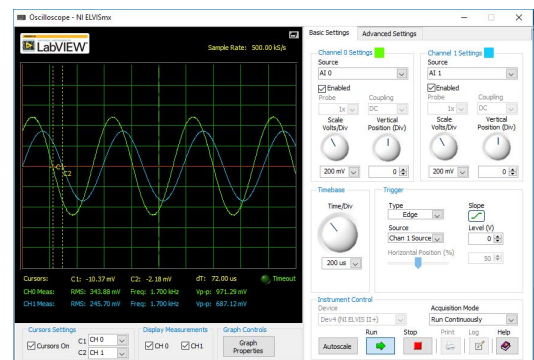 Oscilloscope - NI ELVISmx
LabVIEW
Sample Rate: 500.00 kS/s
C1
C2
Cursors: C1: -10.37 mV C2: -2.18 mV dT: 72.00 us Timeout
CH0 Meas: RMS: 343.88 mV Freq: 1.700 kHz Vp-p: 971.29 mV
CH1 Meas: RMS: 245.70 mV Freq: 1.700 kHz Vp-p: 687.12 mV
Cursors Settings
Cursors On
C1 CH 0
C2 CH 1
Display Measurements
CH 0 CH1
Graph Controls
Graph
Properties
Basic Settings Advanced Settings
Channel 0 Settings
Source
AI 0
Enabled
Probe Coupling
1x DC
Scale Vertical
Volts/Div Position (Div)
200 mV 0
Channel 1 Settings
Source
AI 1
Enabled
Probe Coupling
1x DC
Scale Vertical
Volts/Div Position (Div)
200 mV 0
Timebase
Time/Div
200 us
Trigger
Type Slope
Edge
Source Level (V)
Chan 1 Source 0
Horizontal Position (%)
50
Instrument Control
Device Acquisition Mode
Dev4 (NI ELVIS II+) Run Continuously
Run Stop Print Log Help
Autoscale